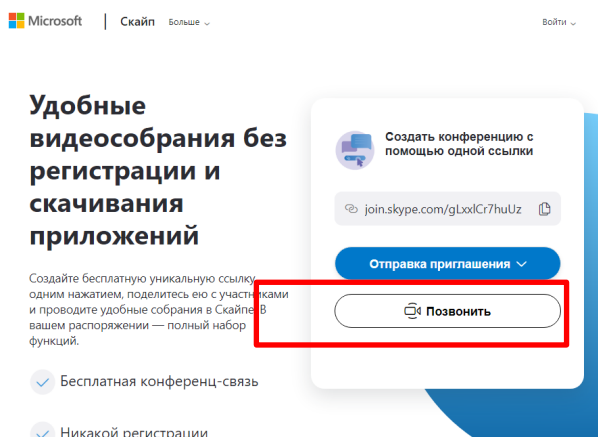 Microsoft | Скайп Больше Войти
Удобные
видеособрания без
регистрации и
скачивания
приложений
Создайте бесплатную уникальную ссылку
одним нажатием, поделитесь ею с участниками
и проводите удобные собрания в Скайпе. В
вашем распоряжении — полный набор
функций.
Бесплатная конференц-связь
Никакой регистрации
Создать конференцию с
помощью одной ссылки
join.skype.com/gLxxlCr7huUz
Отправка приглашения
Позвонить